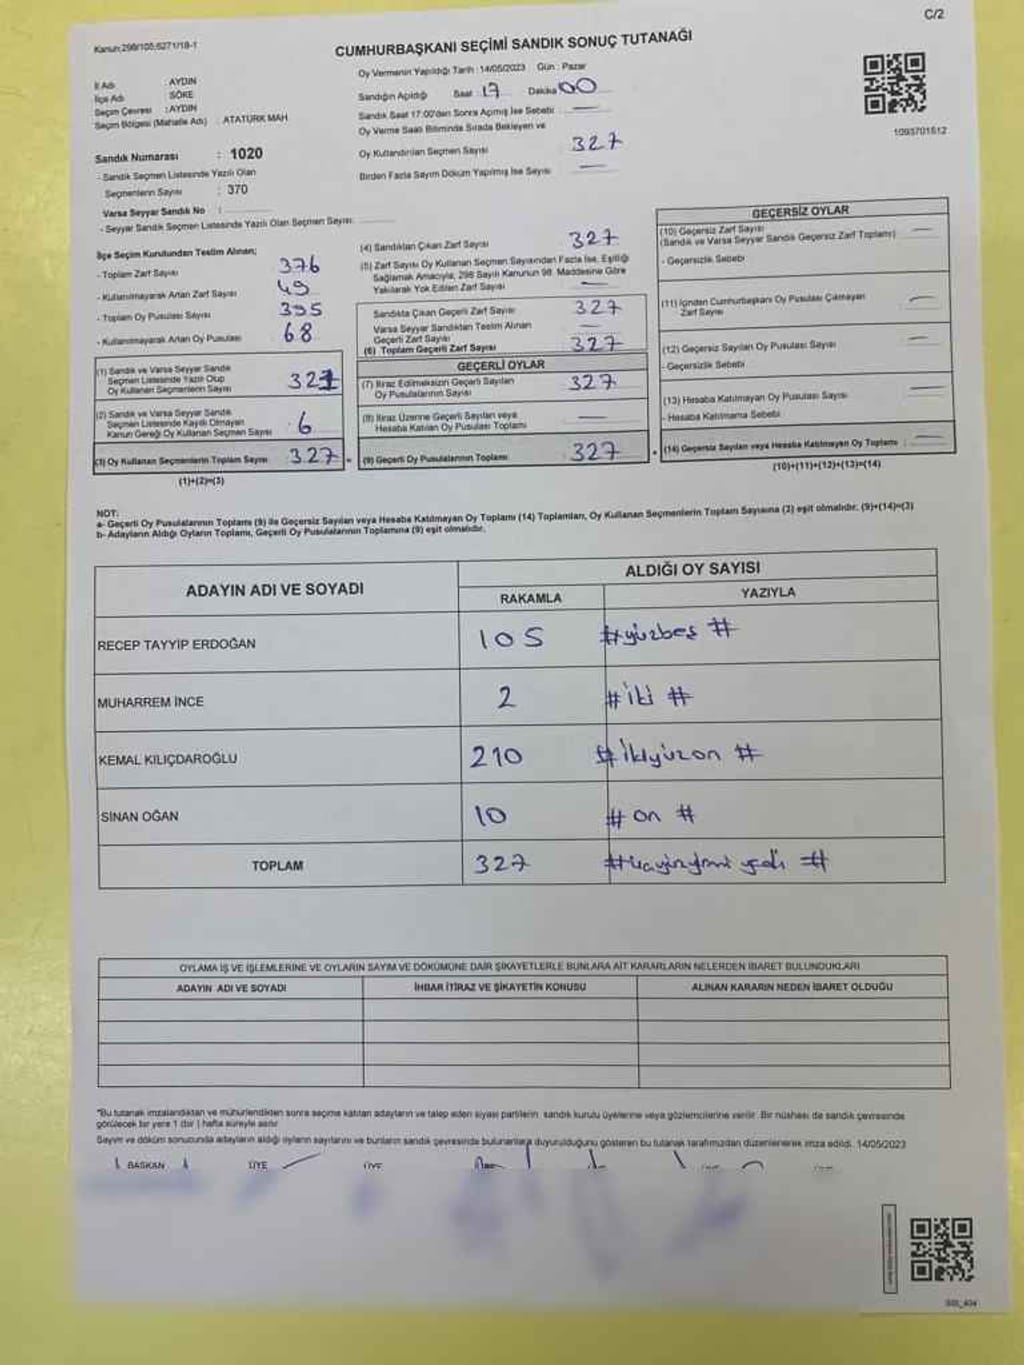 C/2
Kanun:298/105;6271/18-1
CUMHURBAŞKANI SEÇİMİ SANDIK SONUÇ TUTANAĞI
İl Adı : AYDIN
İlçe Adı : SÖKE
Seçim Çevresi : AYDIN
Seçim Bölgesi (Mahalle Adı) : ATATÜRK MAH.
Sandık Numarası : 1020
- Sandık Seçmen Listesinde Yazılı Olan
Seçmenlerin Sayısı : 370
Varsa Seyyar Sandık No :
- Seyyar Sandık Seçmen Listesinde Yazılı Olan Seçmen Sayısı:
Oy Vermenin Yapıldığı Tarih : 14/05/2023 Gün : Pazar
Sandığın Açıldığı Saat : 17 Dakika 00
Sandık Saat 17:00'den Sonra Açmış İse Sebebi : —
Oy Verme Saati Bitiminde Sırada Bekleyen ve
Oy Kullandırılan Seçmen Sayısı 327
Birden Fazla Sayım Döküm Yapılmış İse Sayısı —
1093701512
İlçe Seçim Kurulundan Teslim Alınan;
- Toplam Zarf Sayısı 376
- Kullanılmayarak Artan Zarf Sayısı 49
- Toplam Oy Pusulası Sayısı 395
- Kullanılmayarak Artan Oy Pusulası 68
(1) Sandık ve Varsa Seyyar Sandık
Seçmen Listesinde Yazılı Olup
Oy Kullanan Seçmenlerin Sayısı 321
(2) Sandık ve Varsa Seyyar Sandık
Seçmen Listesinde Kayıtlı Olmayan
Kanun Gereği Oy Kullanan Seçmen Sayısı 6
(3) Oy Kullanan Seçmenlerin Toplam Sayısı 327
(1)+(2)=(3)
(4) Sandıktan Çıkan Zarf Sayısı 327
(5) Zarf Sayısı Oy Kullanan Seçmen Sayısından Fazla İse, Eşitliği
Sağlamak Amacıyla, 298 Sayılı Kanunun 98. Maddesine Göre
Yakılarak Yok Edilen Zarf Sayısı —
Sandıkta Çıkan Geçerli Zarf Sayısı 327
Varsa Seyyar Sandıktan Teslim Alınan
Geçerli Zarf Sayısı —
(6) Toplam Geçerli Zarf Sayısı 327
GEÇERLİ OYLAR
(7) İtiraz Edilmeksizin Geçerli Sayılan
Oy Pusulalarının Sayısı 327
(8) İtiraz Üzerine Geçerli Sayılan veya
Hesaba Katılan Oy Pusulası Toplamı —
(9) Geçerli Oy Pusulalarının Toplamı 327
GEÇERSİZ OYLAR
(10) Geçersiz Zarf Sayısı
(Sandık ve Varsa Seyyar Sandık Geçersiz Zarf Toplamı) —
- Geçersizlik Sebebi
(11) İçinden Cumhurbaşkanı Oy Pusulası Çıkmayan
Zarf Sayısı —
(12) Geçersiz Sayılan Oy Pusulası Sayısı —
- Geçersizlik Sebebi
(13) Hesaba Katılmayan Oy Pusulası Sayısı —
- Hesaba Katılmama Sebebi
(14) Geçersiz Sayılan veya Hesaba Katılmayan Oy Toplamı : —
(10)+(11)+(12)+(13)=(14)
NOT:
a- Geçerli Oy Pusulalarının Toplamı (9) ile Geçersiz Sayılan veya Hesaba Katılmayan Oy Toplamı (14) Toplamları, Oy Kullanan Seçmenlerin Toplam Sayısına (3) eşit olmalıdır. (9)+(14)=(3)
b- Adayların Aldığı Oyların Toplamı, Geçerli Oy Pusulalarının Toplamına (9) eşit olmalıdır.
ADAYIN ADI VE SOYADI
ALDIĞI OY SAYISI
RAKAMLA YAZIYLA
RECEP TAYYİP ERDOĞAN 105 #yüzbeş #
MUHARREM İNCE 2 #iki #
KEMAL KILIÇDAROĞLU 210 #ikiyüzon #
SİNAN OĞAN 10 # on #
TOPLAM 327
OYLAMA İŞ VE İŞLEMLERİNE VE OYLARIN SAYIM VE DÖKÜMÜNE DAİR ŞİKAYETLERLE BUNLARA AİT KARARLARIN NELERDEN İBARET BULUNDUKLARI
ADAYIN ADI VE SOYADI İHBAR İTİRAZ VE ŞİKAYETİN KONUSU ALINAN KARARIN NEDEN İBARET OLDUĞU
*Bu tutanak imzalandıktan ve mühürlendikten sonra seçime katılan adayların ve talep eden siyasi partilerin, sandık kurulu üyelerine veya gözlemcilerine verilir. Bir nüshası da sandık çevresinde
görülecek bir yere 1 (bir) hafta süreyle asılır.
Sayım ve döküm sonucunda adayların aldığı oyların sayılarını ve bunların sandık çevresinde bulunanlara duyurulduğunu gösteren bu tutanak tarafımızdan düzenlenerek imza edildi. 14/05/2023
BAŞKAN ÜYE ÜYE